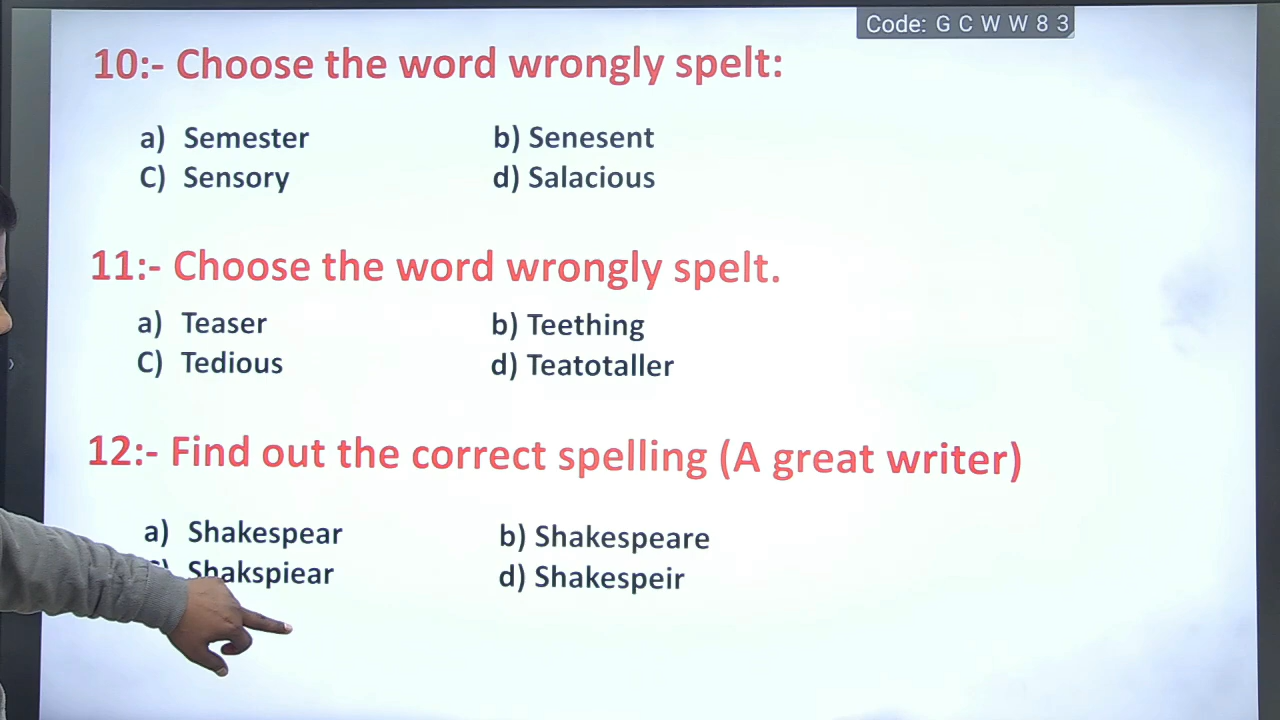 Code: G C W W 8 3
10:- Choose the word wrongly spelt:
a) Semester b) Senesent
C) Sensory d) Salacious
11:- Choose the word wrongly spelt.
a) Teaser b) Teething
C) Tedious d) Teatotaller
12:- Find out the correct spelling (A great writer)
a) Shakespear b) Shakespeare
Shakspiear d) Shakespeir